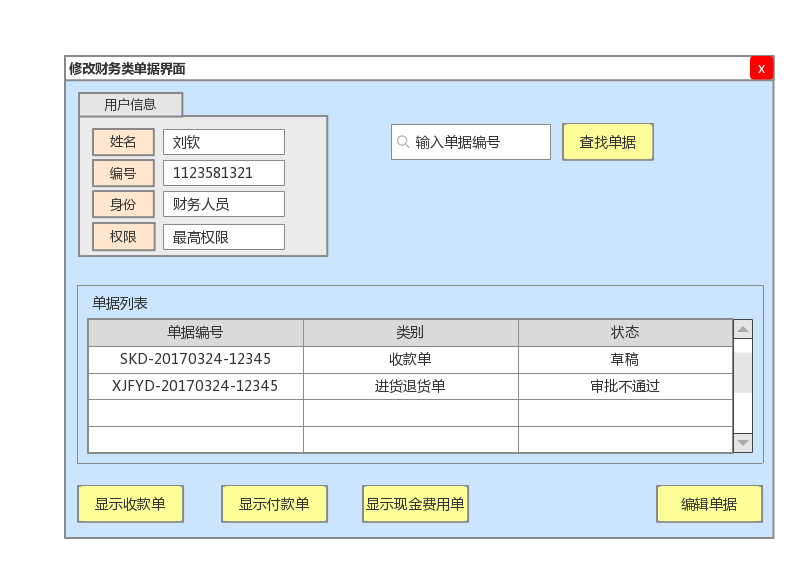 修改财务类单据界面 x
用户信息
姓名 刘钦
编号 1123581321
身份 财务人员
权限 最高权限
输入单据编号 查找单据
单据列表
单据编号 类别 状态
SKD-20170324-12345 收款单 草稿
XJFYD-20170324-12345 进货退货单 审批不通过
显示收款单 显示付款单 显示现金费用单 编辑单据